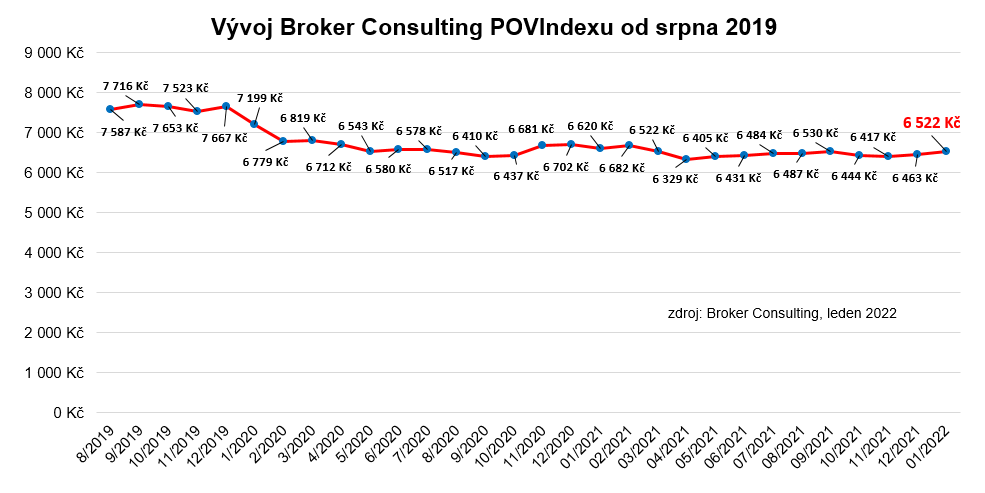 Vývoj Broker Consulting POVIndexu od srpna 2019
9 000 Kč
8 000 Kč
7 000 Kč
6 000 Kč
5 000 Kč
4 000 Kč
3 000 Kč
2 000 Kč
1 000 Kč
0 Kč
7 587 Kč
7 716 Kč
7 653 Kč
7 523 Kč
7 667 Kč
7 199 Kč
6 779 Kč
6 819 Kč
6 712 Kč
6 543 Kč
6 580 Kč
6 578 Kč
6 517 Kč
6 410 Kč
6 437 Kč
6 681 Kč
6 702 Kč
6 620 Kč
6 682 Kč
6 522 Kč
6 329 Kč
6 405 Kč
6 431 Kč
6 484 Kč
6 487 Kč
6 530 Kč
6 444 Kč
6 417 Kč
6 463 Kč
6 522 Kč
zdroj: Broker Consulting, leden 2022
8/2019
9/2019
10/2019
11/2019
12/2019
1/2020
2/2020
3/2020
4/2020
5/2020
6/2020
7/2020
8/2020
9/2020
10/2020
11/2020
12/2020
01/2021
02/2021
03/2021
04/2021
05/2021
06/2021
07/2021
08/2021
09/2021
10/2021
11/2021
12/2021
01/2022